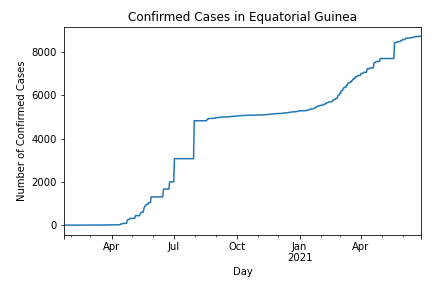 Confirmed Cases in Equatorial Guinea
Number of Confirmed Cases
8000
6000
4000
2000
0
Apr Jul Oct Jan Apr
2021
Day